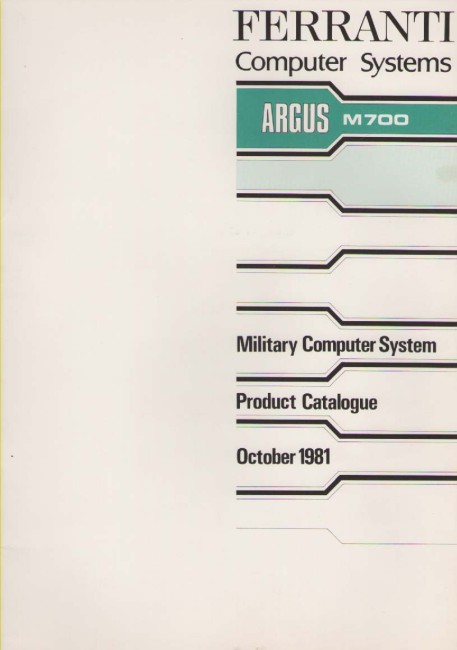 FERRANTI
Computer Systems
ARGUS M700
Military Computer System
Product Catalogue
October 1981